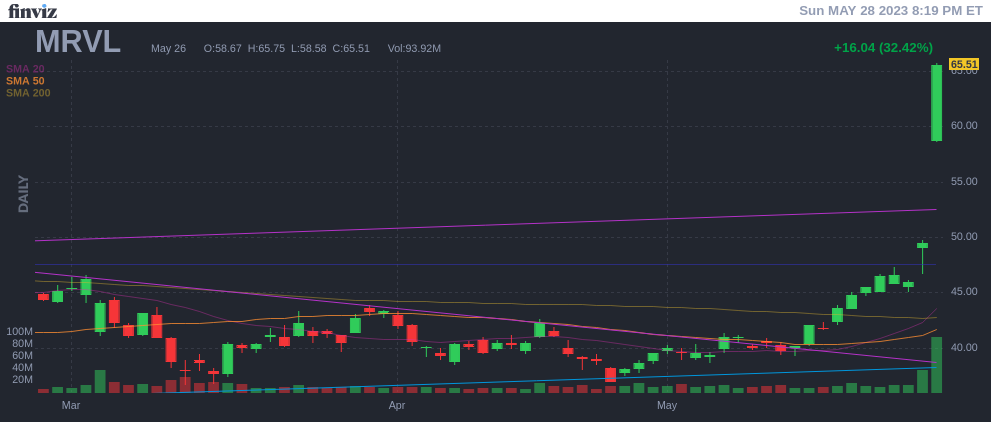 finviz
Sun MAY 28 2023 8:19 PM ET
MRVL
May 26 O:58.67 H:65.75 L:58.58 C:65.51 Vol:93.92M
+16.04 (32.42%)
SMA 20
SMA 50
SMA 200
DAILY
65.51
65.00
60.00
55.00
50.00
45.00
40.00
100M
80M
60M
40M
20M
Mar
Apr
May